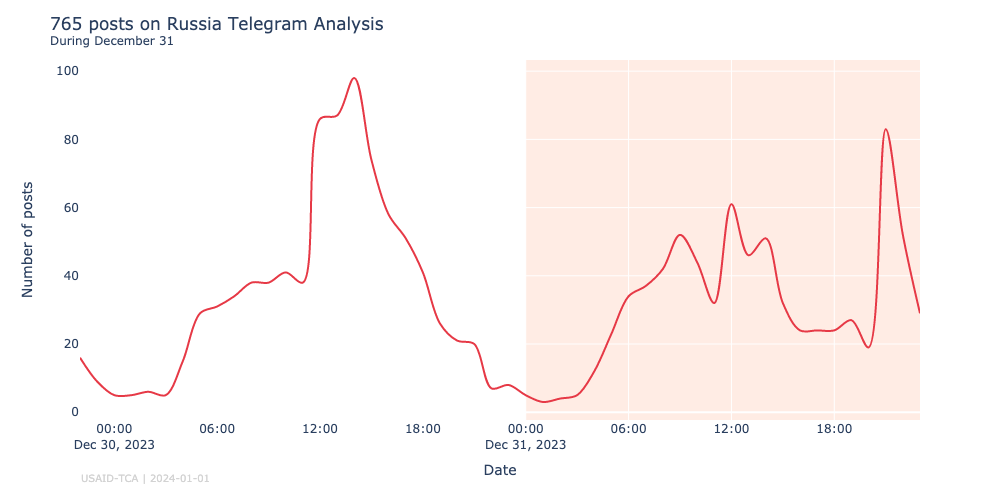 765 posts on Russia Telegram Analysis
During December 31
100
80
60
40
20
0
Number of posts
00:00
Dec 30, 2023
06:00
12:00
18:00
00:00
Dec 31, 2023
06:00
12:00
18:00
Date
USAID-TCA | 2024-01-01